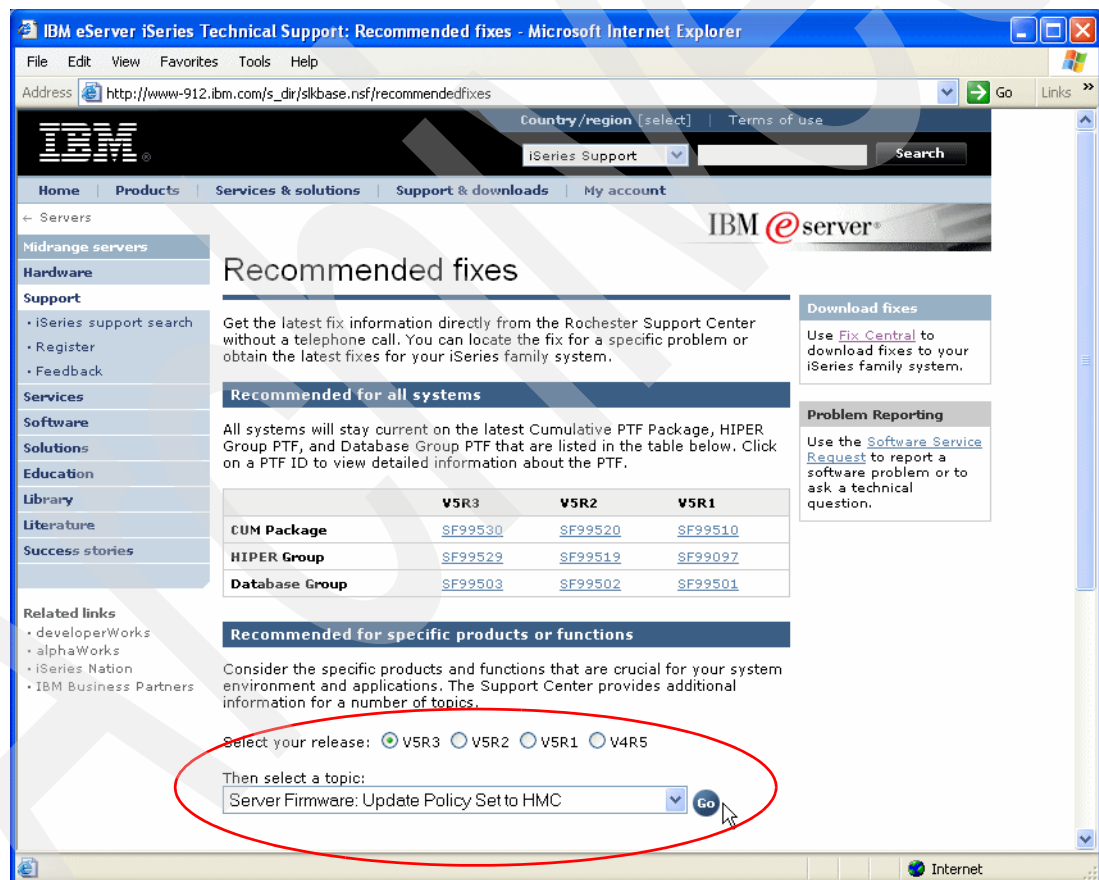 IBM eServer iSeries Technical Support: Recommended fixes - Microsoft Internet Explorer
File Edit View Favorites Tools Help
Address http://www-912.ibm.com/s_dir/slkbase.nsf/recommendedfixes Go Links »
Country/region [select] | Terms of use
IBM®
iSeries Support Search
Home | Products | Services & solutions | Support & downloads | My account
← Servers
IBM @server®
Midrange servers
Hardware
Support
• iSeries support search
• Register
• Feedback
Services
Software
Solutions
Education
Library
Literature
Success stories
Related links
• developerWorks
• alphaWorks
• iSeries Nation
• IBM Business Partners
Recommended fixes
Get the latest fix information directly from the Rochester Support Center
without a telephone call. You can locate the fix for a specific problem or
obtain the latest fixes for your iSeries family system.
Recommended for all systems
All systems will stay current on the latest Cumulative PTF Package, HIPER
Group PTF, and Database Group PTF that are listed in the table below. Click
on a PTF ID to view detailed information about the PTF.
V5R3 V5R2 V5R1
CUM Package SF99530 SF99520 SF99510
HIPER Group SF99529 SF99519 SF99097
Database Group SF99503 SF99502 SF99501
Recommended for specific products or functions
Consider the specific products and functions that are crucial for your system
environment and applications. The Support Center provides additional
information for a number of topics.
Select your release: V5R3 V5R2 V5R1 V4R5
Then select a topic:
Server Firmware: Update Policy Set to HMC Go
Download fixes
Use Fix Central to
download fixes to your
iSeries family system.
Problem Reporting
Use the Software Service
Request to report a
software problem or to
ask a technical
question.
Internet